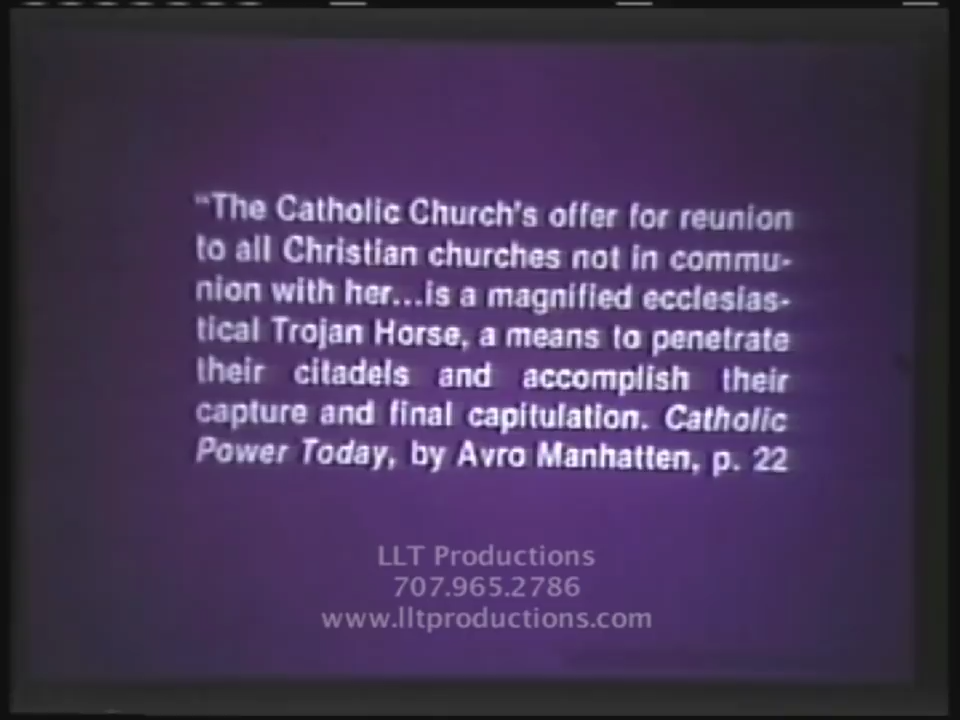 "The Catholic Church's offer for reunion
to all Christian churches not in commu-
nion with her...is a magnified ecclesias-
tical Trojan Horse, a means to penetrate
their citadels and accomplish their
capture and final capitulation. Catholic
Power Today, by Avro Manhatten, p. 22
LLT Productions
707.965.2786
www.lltproductions.com